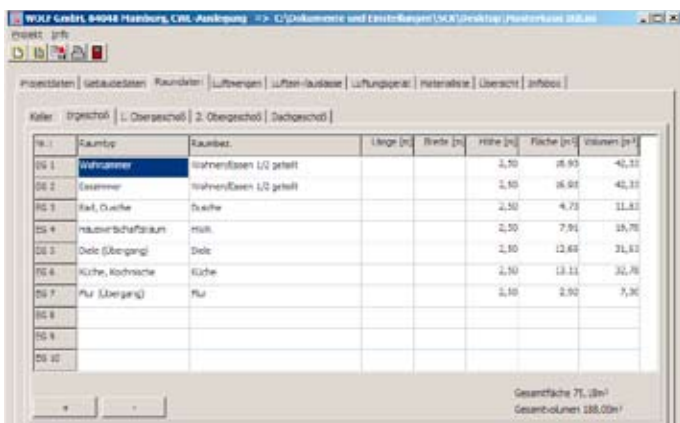 WOLF GmbH, 84048 Mainburg, CWL-Auslegung => C:\Dokumente und Einstellungen\SCR\Desktop\Musterhaus
Projekt Info
Projektdaten Gebäudedaten Raumdaten Luftmengen Luftein-/auslässe Lüftungsgerät Materialliste Übersicht Infobox
Keller Erdgeschoß 1. Obergeschoß 2. Obergeschoß Dachgeschoß
Nr.: Raumtyp Raumbez. Länge [m] Breite [m] Höhe [m] Fläche [m²] Volumen [m³]
EG 1 Wohnzimmer Wohnen/Essen 1/2 geteilt 2,50 16,93 42,33
EG 2 Esszimmer Wohnen/Essen 1/2 geteilt 2,50 16,93 42,33
EG 3 Bad, Dusche Dusche 2,50 4,73 11,83
EG 4 Hauswirtschaftsraum HWR 2,50 7,91 19,78
EG 5 Diele (Übergang) Diele 2,50 31,63
EG 6 Küche, Kochnische Küche 2,50 13,11 32,78
EG 7 Flur (Übergang) Flur 2,50 2,92 7,30
EG 8
EG 9
EG 10
+ -
Gesamtfläche 75,18m²
Gesamtvolumen 188,00m³